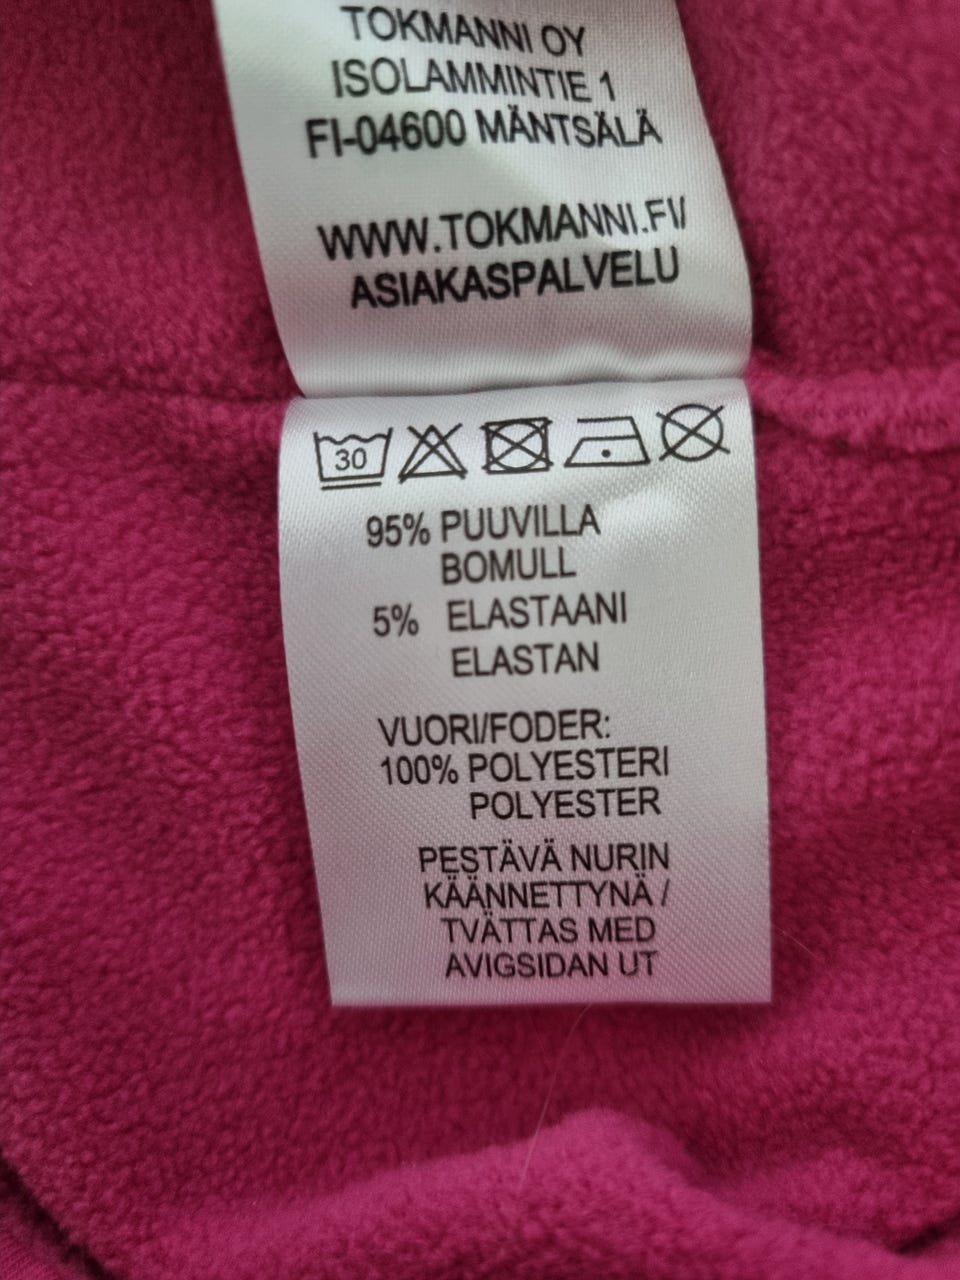 TOKMANNI OY
ISOLAMMINTIE 1
FI-04600 MÄNTSÄLÄ
WWW.TOKMANNI.FI/
ASIAKASPALVELU
30
95% PUUVILLA
BOMULL
5% ELASTAANI
ELASTAN
VUORI/FODER:
100% POLYESTERI
POLYESTER
PESTÄVÄ NURIN
KÄÄNNETTYNÄ /
TVÄTTAS MED
AVIGSIDAN UT